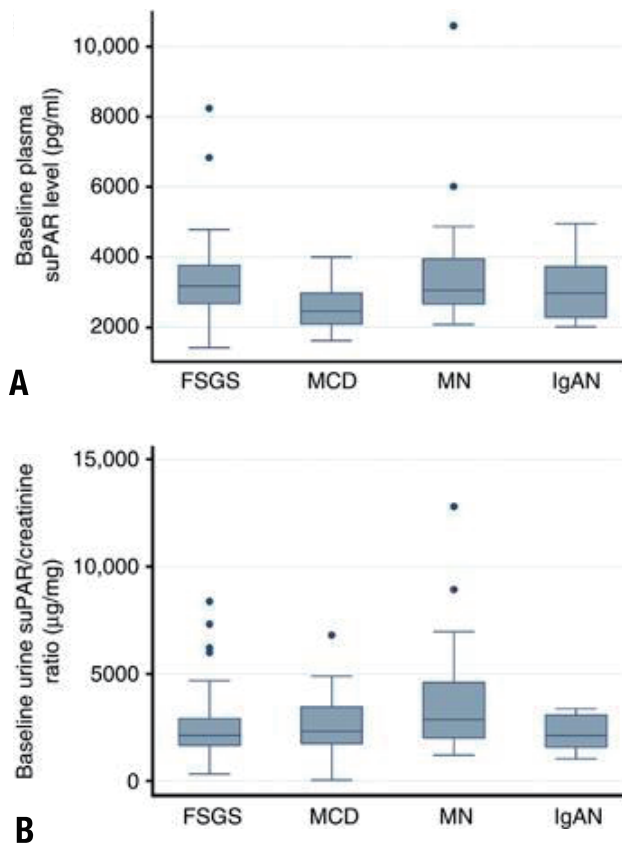 Baseline plasma
suPAR level (pg/ml)
10,000
8000
6000
4000
2000
A
FSGS MCD MN IgAN
Baseline urine suPAR/creatinine
ratio (µg/mg)
15,000
10,000
5000
0
B
FSGS MCD MN IgAN